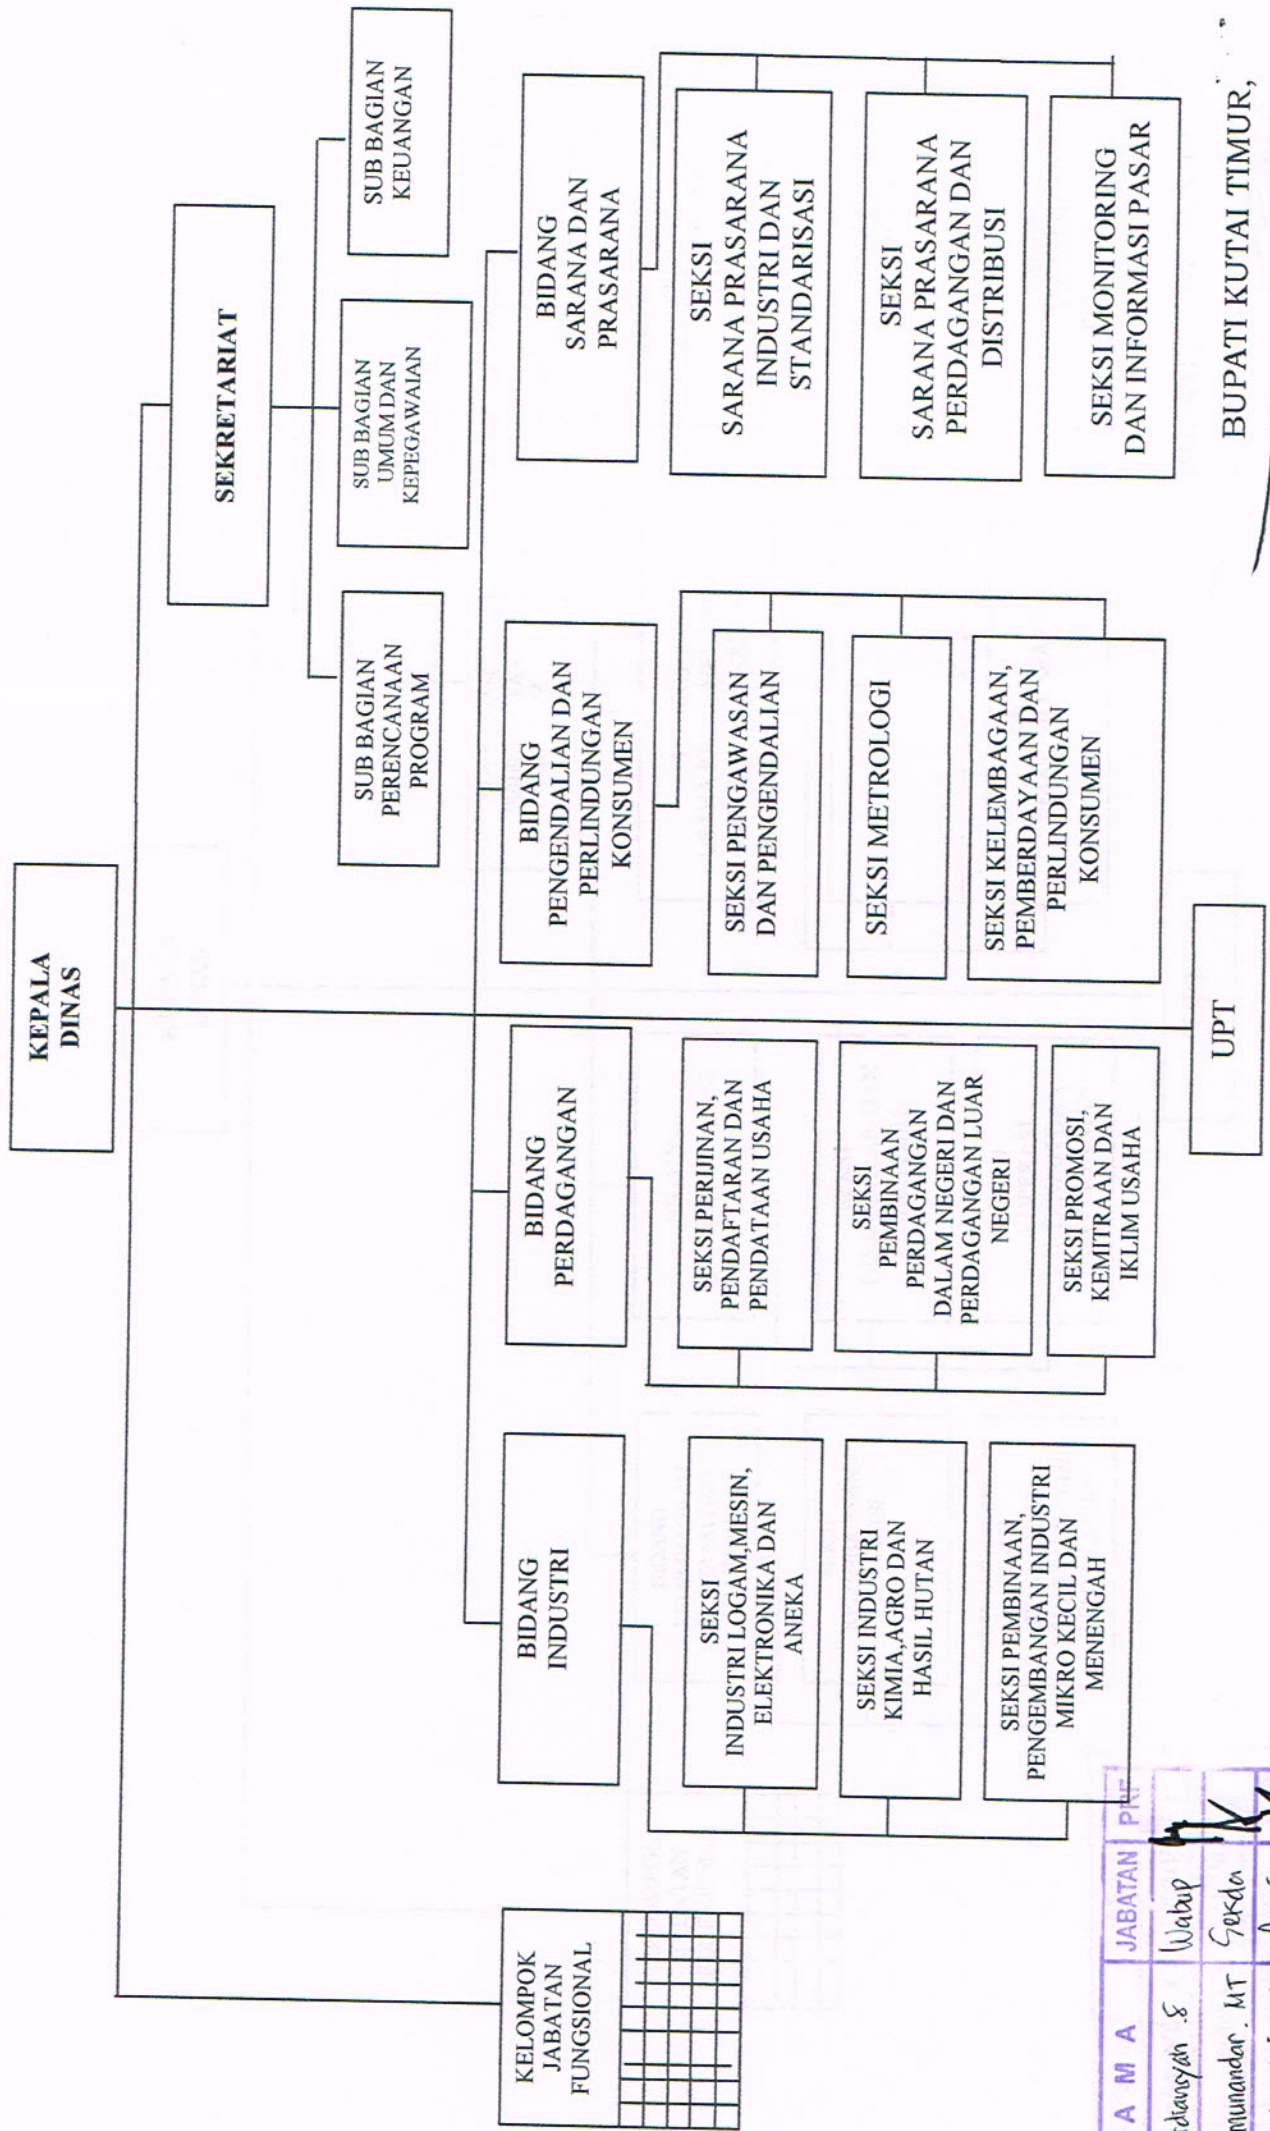 KEPALA
DINAS
SEKRETARIAT
SUB BAGIAN
PERENCANAAN
PROGRAM
SUB BAGIAN
UMUM DAN
KEPEGAWAIAN
SUB BAGIAN
KEUANGAN
KELOMPOK
JABATAN
FUNGSIONAL
BIDANG
INDUSTRI
SEKSI
INDUSTRI LOGAM,MESIN,
ELEKTRONIKA DAN
ANEKA
SEKSI INDUSTRI
KIMIA,AGRO DAN
HASIL HUTAN
SEKSI PEMBINAAN,
PENGEMBANGAN INDUSTRI
MIKRO KECIL DAN
MENENGAH
BIDANG
PERDAGANGAN
SEKSI PERIJINAN,
PENDAFTARAN DAN
PENDATAAN USAHA
SEKSI
PEMBINAAN
PERDAGANGAN
DALAM NEGERI DAN
PERDAGANGAN LUAR
NEGERI
SEKSI PROMOSI,
KEMITRAAN DAN
IKLIM USAHA
BIDANG
PENGENDALIAN DAN
PERLINDUNGAN
KONSUMEN
SEKSI PENGAWASAN
DAN PENGENDALIAN
SEKSI METROLOGI
SEKSI KELEMBAGAAN,
PEMBERDAYAAN DAN
PERLINDUNGAN
KONSUMEN
BIDANG
SARANA DAN
PRASARANA
SEKSI
SARANA PRASARANA
INDUSTRI DAN
STANDARISASI
SEKSI
SARANA PRASARANA
PERDAGANGAN DAN
DISTRIBUSI
SEKSI MONITORING
DAN INFORMASI PASAR
UPT
BUPATI KUTAI TIMUR,
A M A JABATAN PRF
diansyah .S Wabup
munandar. MT Sekda